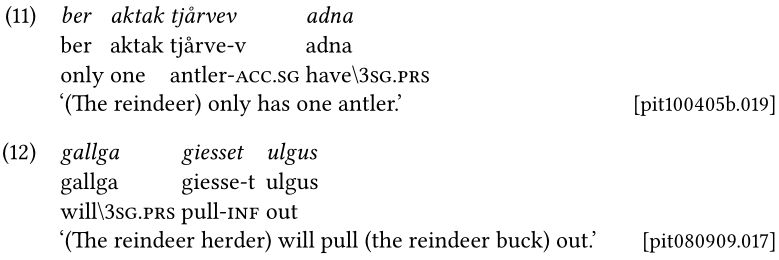 (11) ber aktak tjårvev adna
ber aktak tjårve-v adna
only one antler-ACC.SG have\3SG.PRS
‘(The reindeer) only has one antler.’ [pit100405b.019]
(12) gallga giesset ulgus
gallga giesse-t ulgus
will\3SG.PRS pull-INF out
‘(The reindeer herder) will pull (the reindeer buck) out.’ [pit080909.017]